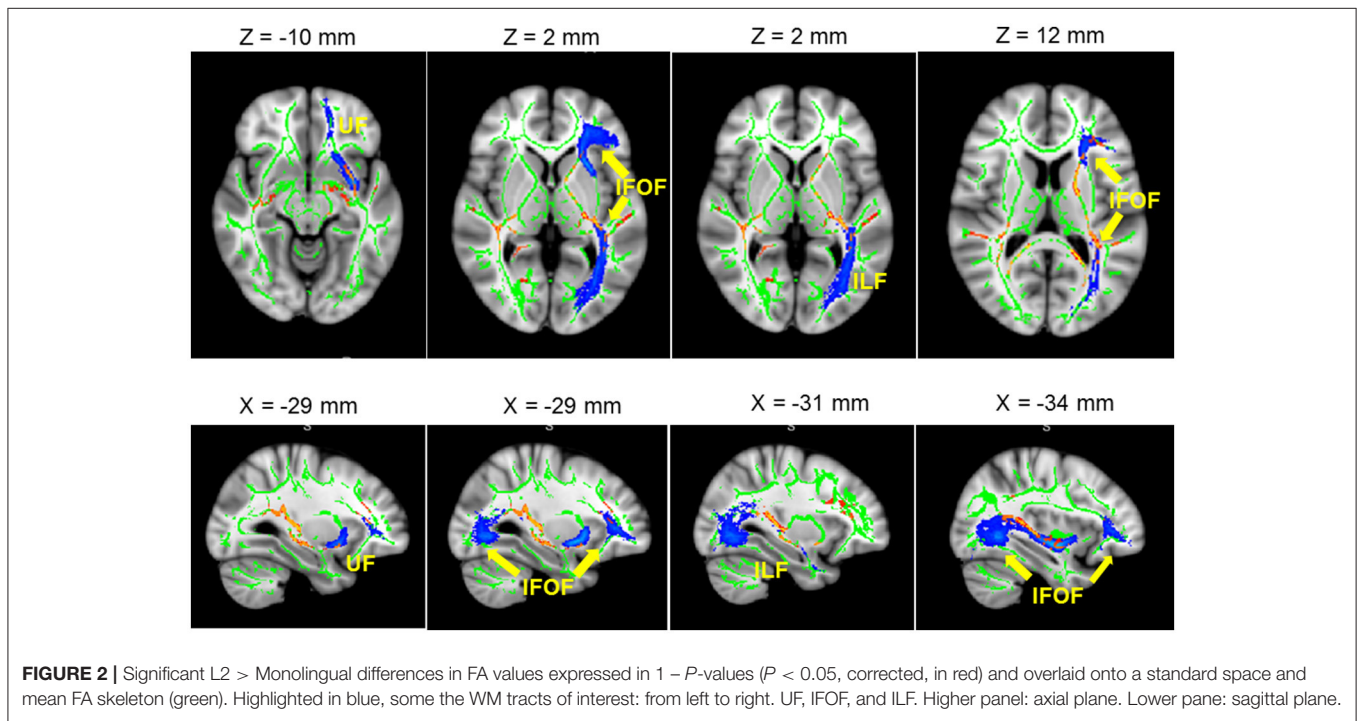 Z = -10 mm
Z = 2 mm
Z = 2 mm
Z = 12 mm
UF
IFOF
ILF
IFOF
X = -29 mm
X = -29 mm
X = -31 mm
X = -34 mm
S
S
S
S
UF
IFOF
ILF
IFOF
FIGURE 2 | Significant L2 > Monolingual differences in FA values expressed in 1 – P-values (P < 0.05, corrected, in red) and overlaid onto a standard space and
mean FA skeleton (green). Highlighted in blue, some the WM tracts of interest: from left to right. UF, IFOF, and ILF. Higher panel: axial plane. Lower pane: sagittal plane.